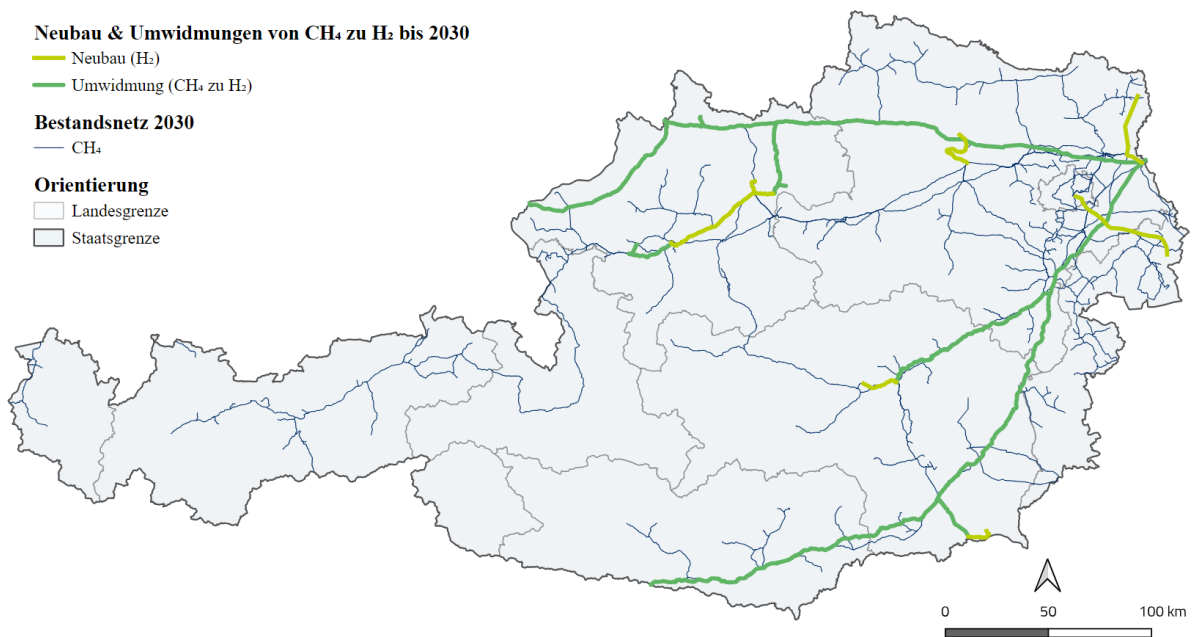 Neubau & Umwidmungen von CH₄ zu H₂ bis 2030
Neubau (H₂)
Umwidmung (CH₄ zu H₂)
Bestandsnetz 2030
CH₄
Orientierung
Landesgrenze
Staatsgrenze
0 50 100 km